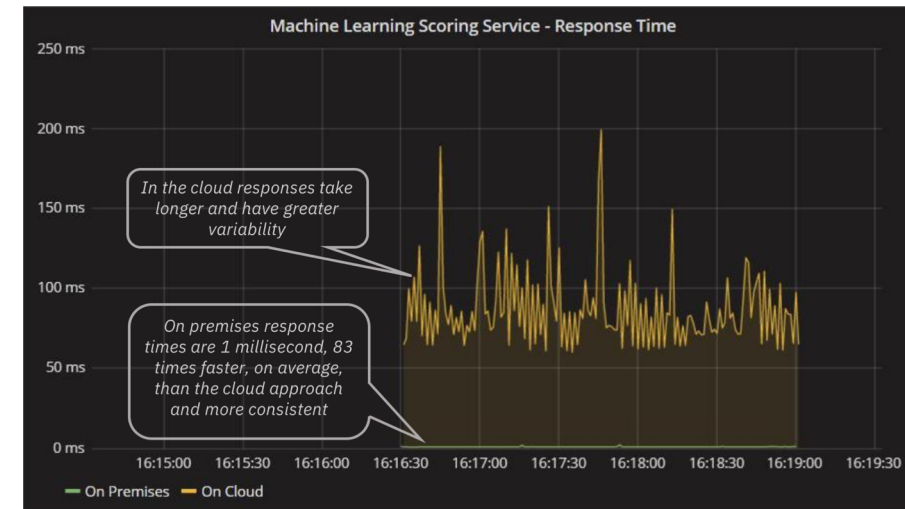 Machine Learning Scoring Service - Response Time
250 ms
200 ms
150 ms
100 ms
50 ms
0 ms
In the cloud responses take
longer and have greater
variability
On premises response
times are 1 millisecond, 83
times faster, on average,
than the cloud approach
and more consistent
16:15:00 16:15:30 16:16:00 16:16:30 16:17:00 16:17:30 16:18:00 16:18:30 16:19:00 16:19:30
On Premises On Cloud